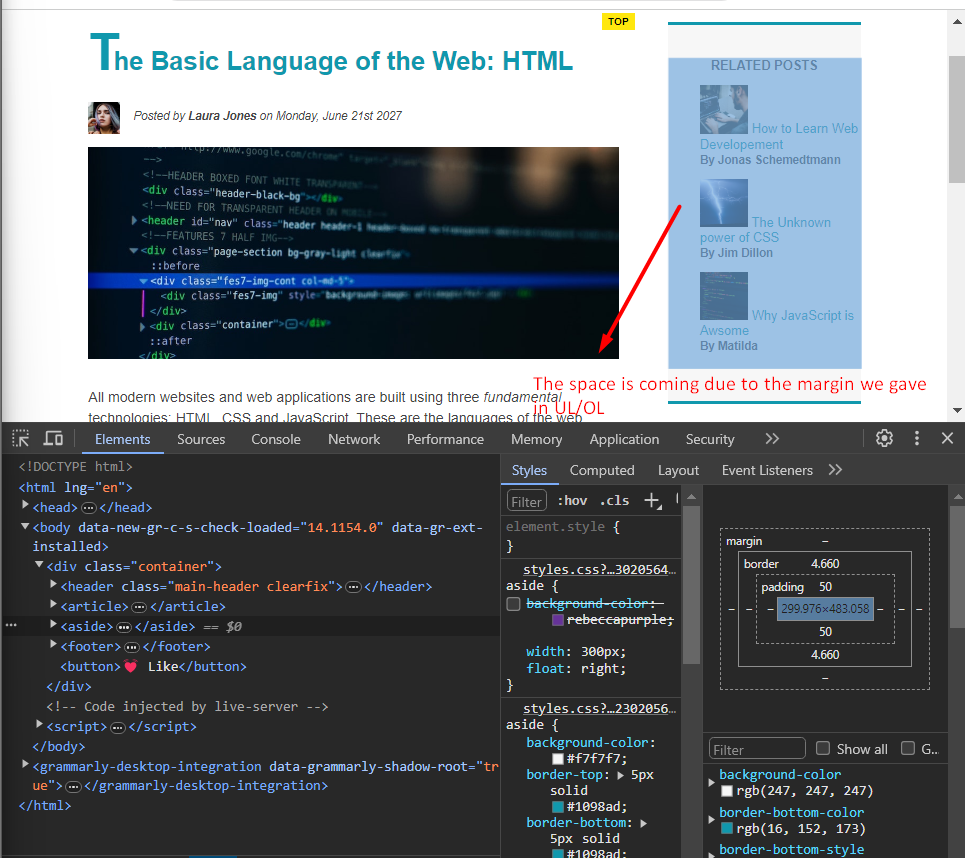 TOP
The Basic Language of the Web: HTML
Posted by Laura Jones on Monday, June 21st 2027
-->
<!--HEADER BOXED FONT WHITE TRANSPARENT
<div class="header-black-bg"></div>
<!--NEED FOR TRANSPARENT HEADER ON MOBILE-->
<header id="nav" class="header header-1
<!--FEATURES 7 HALF IMG-->
<div class="page-section bg-gray-light clearfix">
::before
<div class="fes7-img-cont col-md-5">
<div class="fes7-img" style="background-image:
</div>
<div class="container"></div>
::after
</div>
All modern websites and web applications are built using three fundamental
technologies: HTML, CSS and JavaScript. These are the languages of the web
RELATED POSTS
How to Learn Web
Developement
By Jonas Schemedtmann
The Unknown
power of CSS
By Jim Dillon
Why JavaScript is
Awsome
By Matilda
The space is coming due to the margin we gave
in UL/OL
Elements Sources Console Network Performance Memory Application Security
<!DOCTYPE html>
<html lng="en">
<head>…</head>
<body data-new-gr-c-s-check-loaded="14.1154.0" data-gr-ext-
installed>
<div class="container">
<header class="main-header clearfix">…</header>
<article>…</article>
… <aside>…</aside> == $0
<footer>…</footer>
<button>💓 Like</button>
</div>
<!-- Code injected by live-server -->
<script>…</script>
</body>
<grammarly-desktop-integration data-grammarly-shadow-root="tr
ue">…</grammarly-desktop-integration>
</html>
Styles Computed Layout Event Listeners
Filter :hov .cls +
element.style {
}
styles.css?…3020564…
aside {
background-color:
rebeccapurple;
width: 300px;
float: right;
}
styles.css?…2302056…
aside {
background-color:
#f7f7f7;
border-top: 5px
solid
#1098ad;
border-bottom:
5px solid
#1098ad;
margin –
border 4.660
padding 50
– – – 299.976×483.058 – – –
50
4.660
–
Filter Show all G…
background-color
rgb(247, 247, 247)
border-bottom-color
rgb(16, 152, 173)
border-bottom-style